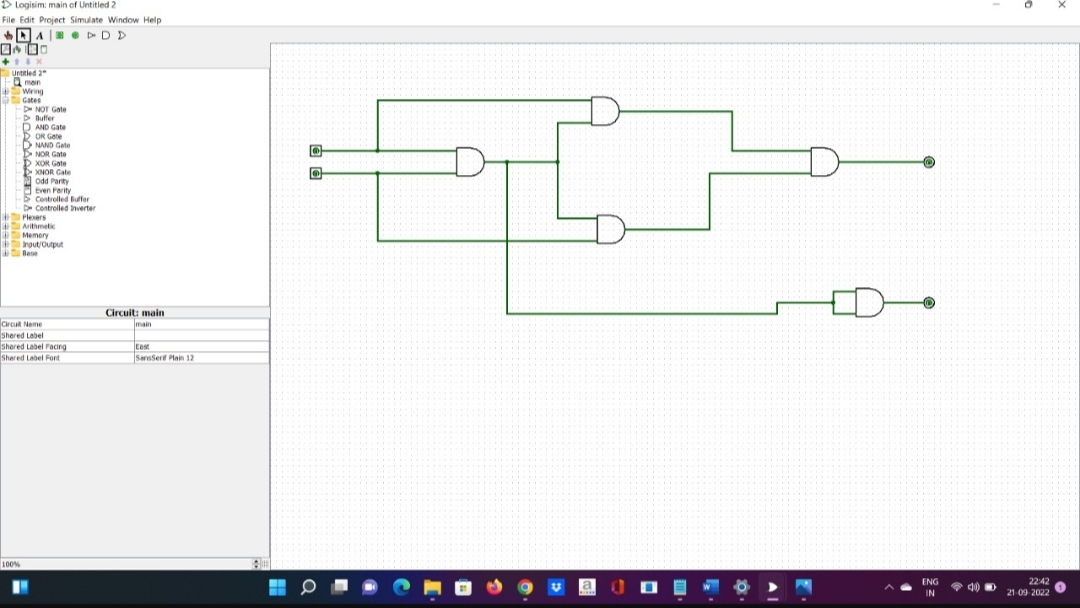 Logisim: main of Untitled 2
File Edit Project Simulate Window Help
A
Untitled 2*
main
Wiring
Gates
NOT Gate
Buffer
AND Gate
OR Gate
NAND Gate
NOR Gate
XOR Gate
XNOR Gate
Odd Parity
Even Parity
Controlled Buffer
Controlled Inverter
Plexers
Arithmetic
Memory
Input/Output
Base
Circuit: main
Circuit Name main
Shared Label
Shared Label Facing East
Shared Label Font SansSerif Plain 12
100%
a
W
ENG
IN
22:42
21-09-2022
1